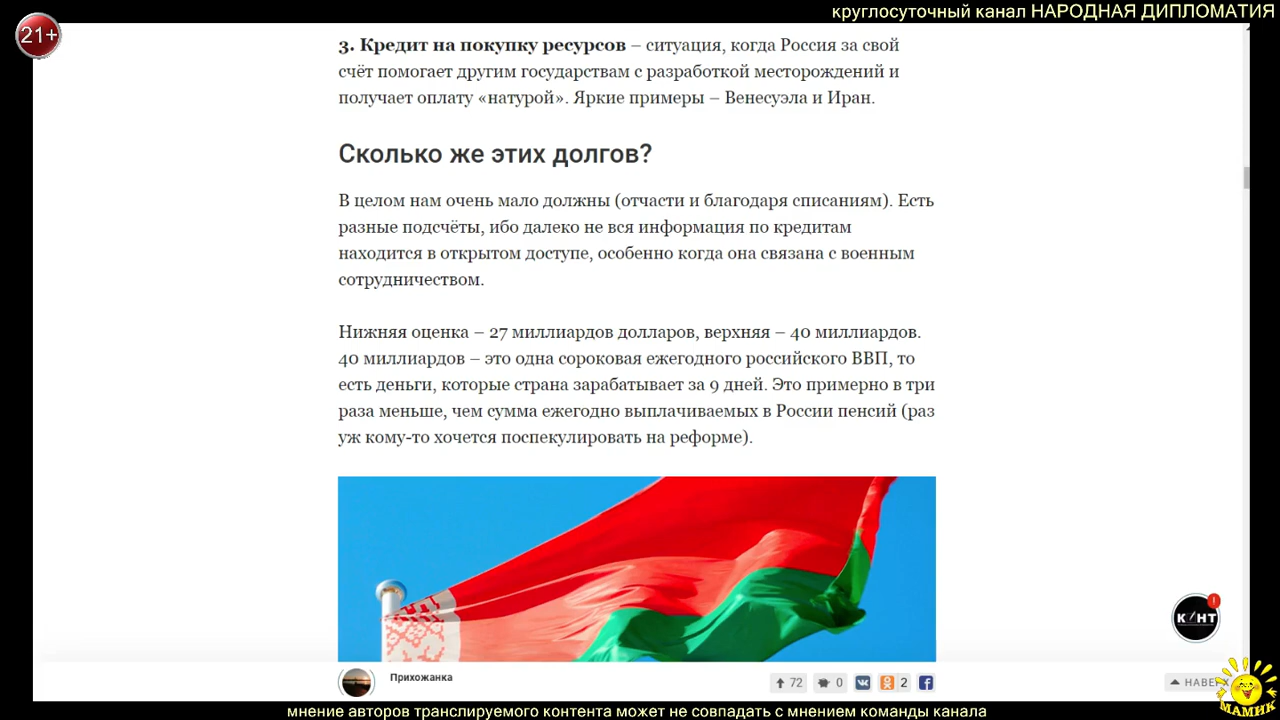 круглосуточный канал НАРОДНАЯ ДИПЛОМАТИЯ
21+
3. Кредит на покупку ресурсов – ситуация, когда Россия за свой
счёт помогает другим государствам с разработкой месторождений и
получает оплату «натурой». Яркие примеры – Венесуэла и Иран.
Сколько же этих долгов?
В целом нам очень мало должны (отчасти и благодаря списаниям). Есть
разные подсчёты, ибо далеко не вся информация по кредитам
находится в открытом доступе, особенно когда она связана с военным
сотрудничеством.
Нижняя оценка – 27 миллиардов долларов, верхняя – 40 миллиардов.
40 миллиардов – это одна сороковая ежегодного российского ВВП, то
есть деньги, которые страна зарабатывает за 9 дней. Это примерно в три
раза меньше, чем сумма ежегодно выплачиваемых в России пенсий (раз
уж кому-то хочется поспекулировать на реформе).
К/НТ !
Прихожанка 72 0 2
НАВЕРХ
МАМИК
мнение авторов транслируемого контента может не совпадать с мнением команды канала